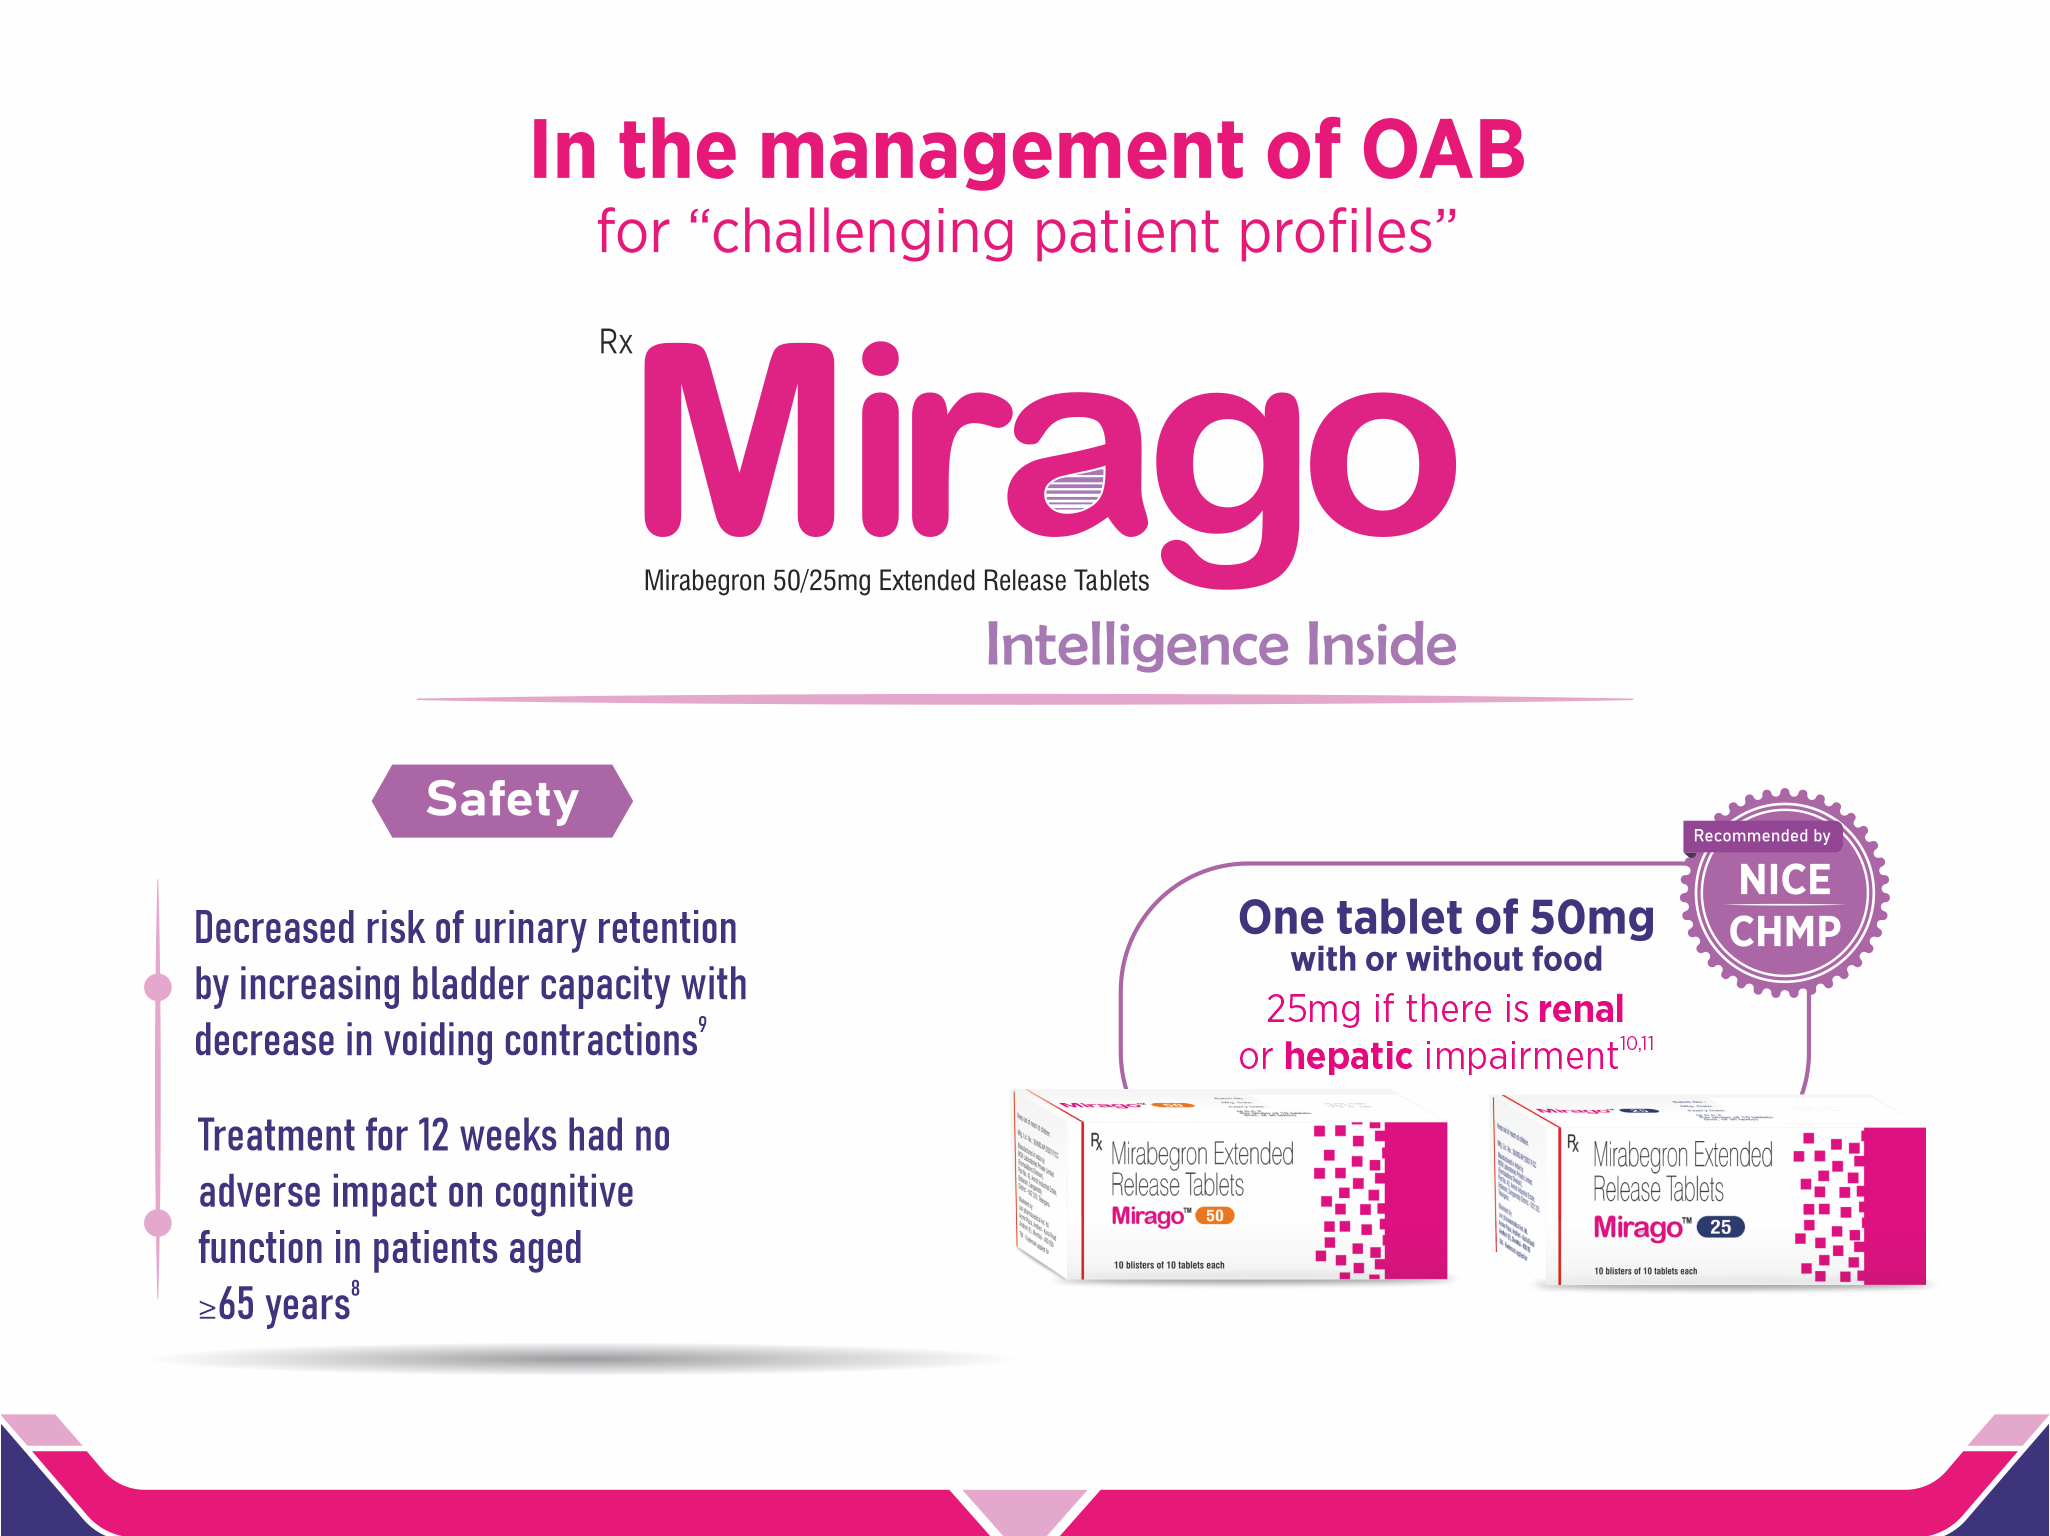 In the management of OAB
for “challenging patient profiles”
Rx
Mirago
Mirabegron 50/25mg Extended Release Tablets
Intelligence Inside
Safety
Decreased risk of urinary retention
by increasing bladder capacity with
decrease in voiding contractions9
Treatment for 12 weeks had no
adverse impact on cognitive
function in patients aged
≥65 years8
Recommended by
NICE
CHMP
One tablet of 50mg
with or without food
25mg if there is renal
or hepatic impairment10,11
Mirago™ 50
Rx Mirabegron Extended
Release Tablets
Mirago™ 50
10 blisters of 10 tablets each
Mirago™ 25
Rx Mirabegron Extended
Release Tablets
Mirago™ 25
10 blisters of 10 tablets each